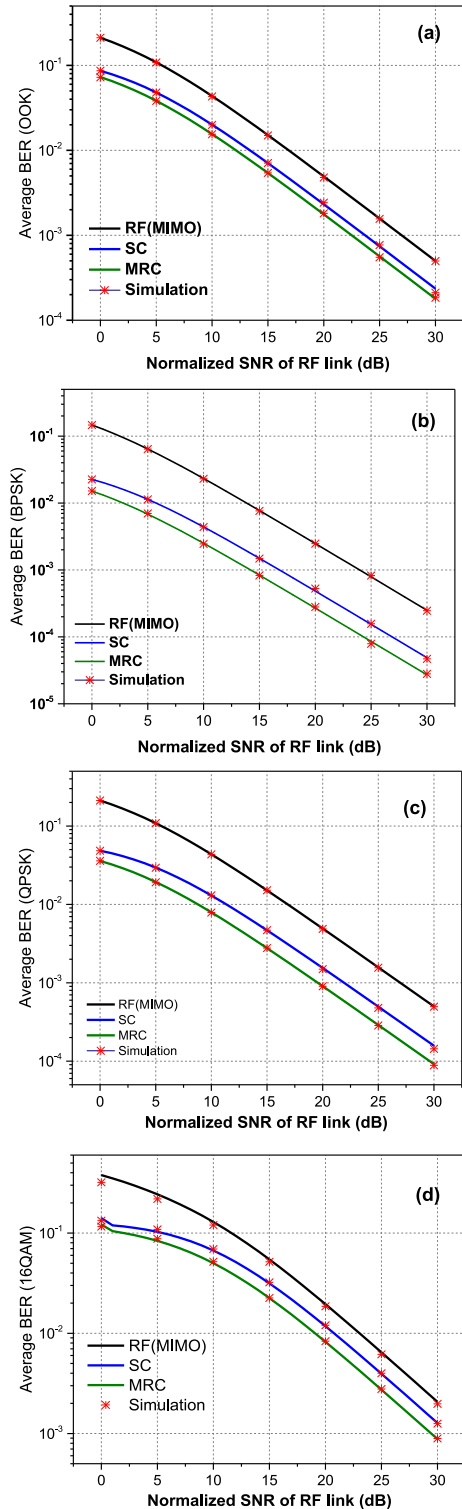 (a)
Average BER (OOK)
10^-1
10^-2
10^-3
10^-4
RF(MIMO)
SC
MRC
Simulation
0 5 10 15 20 25 30
Normalized SNR of RF link (dB)
(b)
Average BER (BPSK)
10^-1
10^-2
10^-3
10^-4
10^-5
RF(MIMO)
SC
MRC
Simulation
0 5 10 15 20 25 30
Normalized SNR of RF link (dB)
(c)
Average BER (QPSK)
10^-1
10^-2
10^-3
10^-4
RF(MIMO)
SC
MRC
Simulation
0 5 10 15 20 25 30
Normalized SNR of RF link (dB)
(d)
Average BER (16QAM)
10^-1
10^-2
10^-3
RF(MIMO)
SC
MRC
Simulation
0 5 10 15 20 25 30
Normalized SNR of RF link (dB)